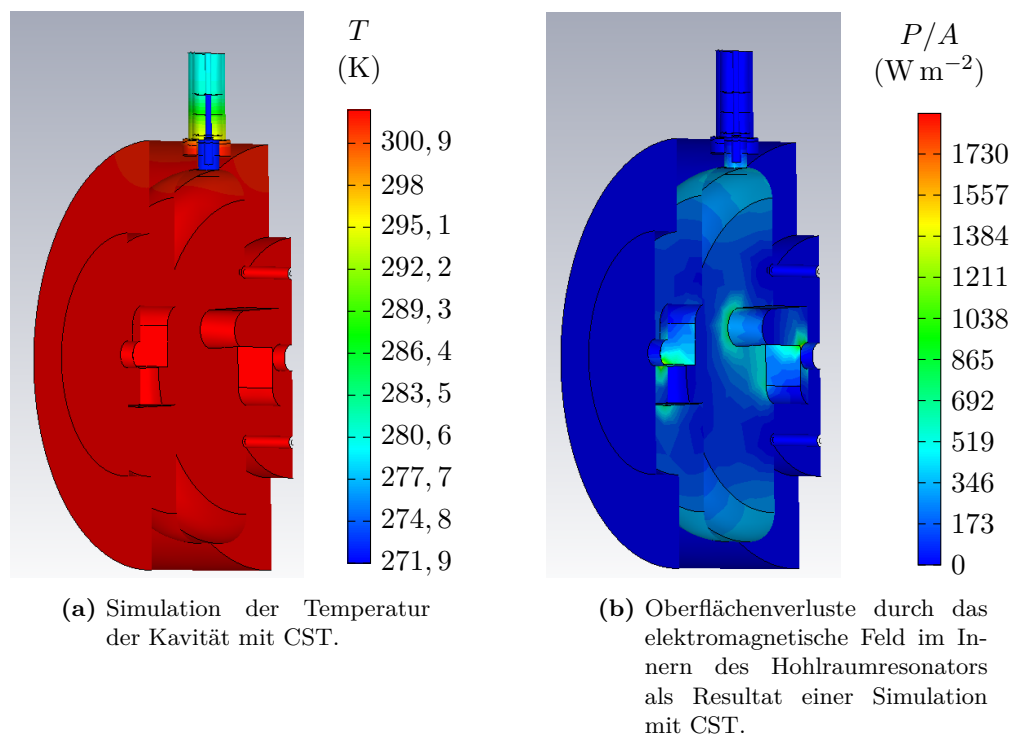 T
(K)
300, 9
298
295, 1
292, 2
289, 3
286, 4
283, 5
280, 6
277, 7
274, 8
271, 9
(a) Simulation der Temperatur
der Kavität mit CST.
P/A
(W m⁻²)
1730
1557
1384
1211
1038
865
692
519
346
173
0
(b) Oberflächenverluste durch das
elektromagnetische Feld im In-
nern des Hohlraumresonators
als Resultat einer Simulation
mit CST.